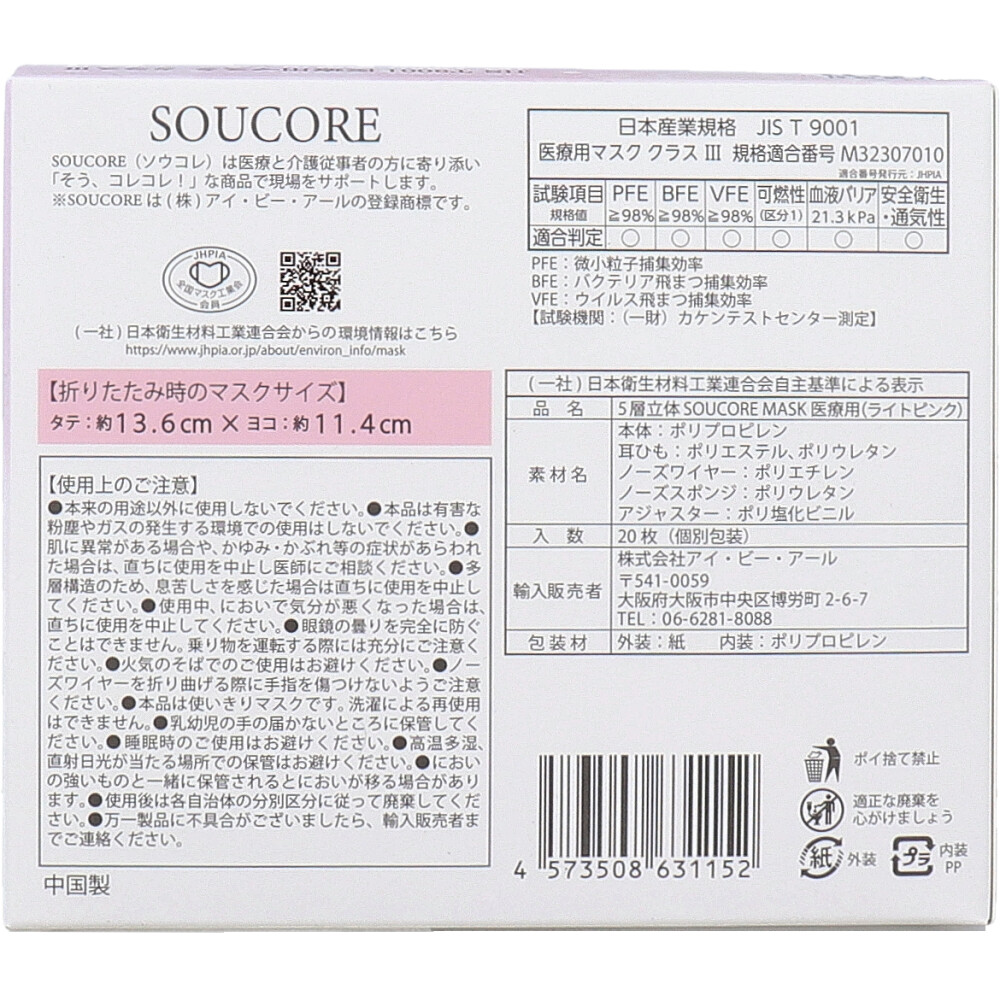 SOUCORE
SOUCORE（ソウコレ）は医療と介護従事者の方に寄り添い
「そう、コレコレ！」な商品で現場をサポートします。
※SOUCOREは(株)アイ・ビー・アールの登録商標です。
JHPIA
全国マスク工業会
会員
(一社)日本衛生材料工業連合会からの環境情報はこちら
https://www.jhpia.or.jp/about/environ_info/mask
【折りたたみ時のマスクサイズ】
タテ：約13.6cm×ヨコ：約11.4cm
【使用上のご注意】
●本来の用途以外に使用しないでください。●本品は有害な
粉塵やガスの発生する環境での使用はしないでください。●
肌に異常がある場合や、かゆみ・かぶれ等の症状があらわれ
た場合は、直ちに使用を中止し医師にご相談ください。●多
層構造のため、息苦しさを感じた場合は直ちに使用を中止し
てください。●使用中、においで気分が悪くなった場合は、
直ちに使用を中止してください。●眼鏡の曇りを完全に防ぐ
ことはできません。乗り物を運転する際には充分にご注意く
ださい。●火気のそばでのご使用はお避けください。●ノー
ズワイヤーを折り曲げる際に手指を傷つけないようご注意
ください。●本品は使いきりマスクです。洗濯による再使用
はできません。●乳幼児の手の届かないところに保管してく
ださい。●睡眠時のご使用はお避けください。●高温多湿、
直射日光が当たる場所での保管はお避けください。●におい
の強いものと一緒に保管されるとにおいが移る場合があり
ます。●使用後は各自治体の分別区分に従って廃棄してくだ
さい。●万一製品に不具合がございましたら、輸入販売者ま
でご連絡ください。
中国製
日本産業規格 JIS T 9001
医療用マスク クラス Ⅲ 規格適合番号 M32307010
適合番号発行元：JHPIA
試験項目 PFE BFE VFE 可燃性 血液バリア 安全衛生
規格値 ≧98% ≧98% ≧98% (区分1) 21.3kPa ・通気性
適合判定 ○ ○ ○ ○ ○ ○
PFE：微小粒子捕集効率
BFE：バクテリア飛まつ捕集効率
VFE：ウイルス飛まつ捕集効率
【試験機関：(一財) カケンテストセンター測定】
(一社)日本衛生材料工業連合会自主基準による表示
品 名 5層立体SOUCORE MASK 医療用(ライトピンク)
素材名 本体：ポリプロピレン
耳ひも：ポリエステル、ポリウレタン
ノーズワイヤー：ポリエチレン
ノーズスポンジ：ポリウレタン
アジャスター：ポリ塩化ビニル
入 数 20枚（個別包装）
輸入販売者 株式会社アイ・ビー・アール
〒541-0059
大阪府大阪市中央区博労町2-6-7
TEL：06-6281-8088
包装材 外装：紙 内装：ポリプロピレン
4 573508 631152
ポイ捨て禁止
適正な廃棄を
心がけましょう
紙 外装
プラ 内装
PP